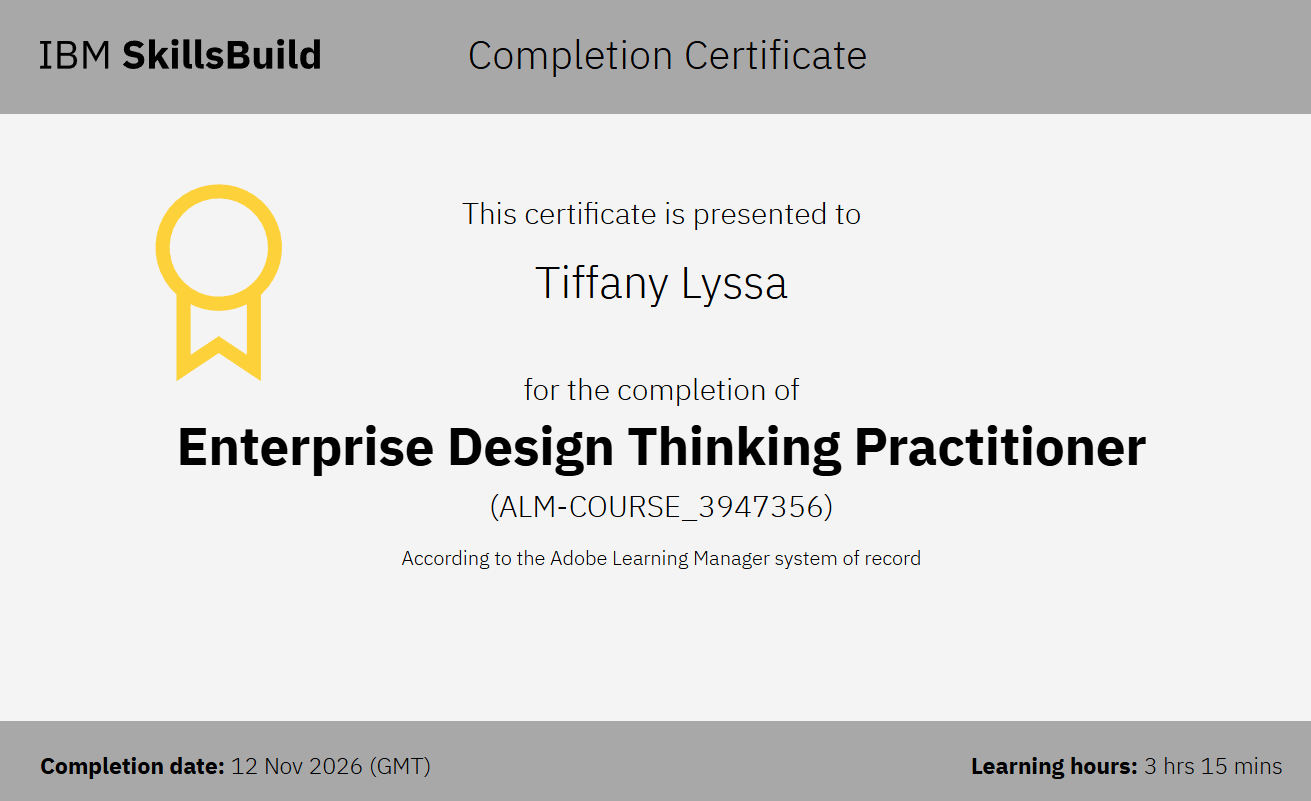 IBM SkillsBuild
Completion Certificate
This certificate is presented to
Tiffany Lyssa
for the completion of
Enterprise Design Thinking Practitioner
(ALM-COURSE_3947356)
According to the Adobe Learning Manager system of record
Completion date: 12 Nov 2026 (GMT)
Learning hours: 3 hrs 15 mins